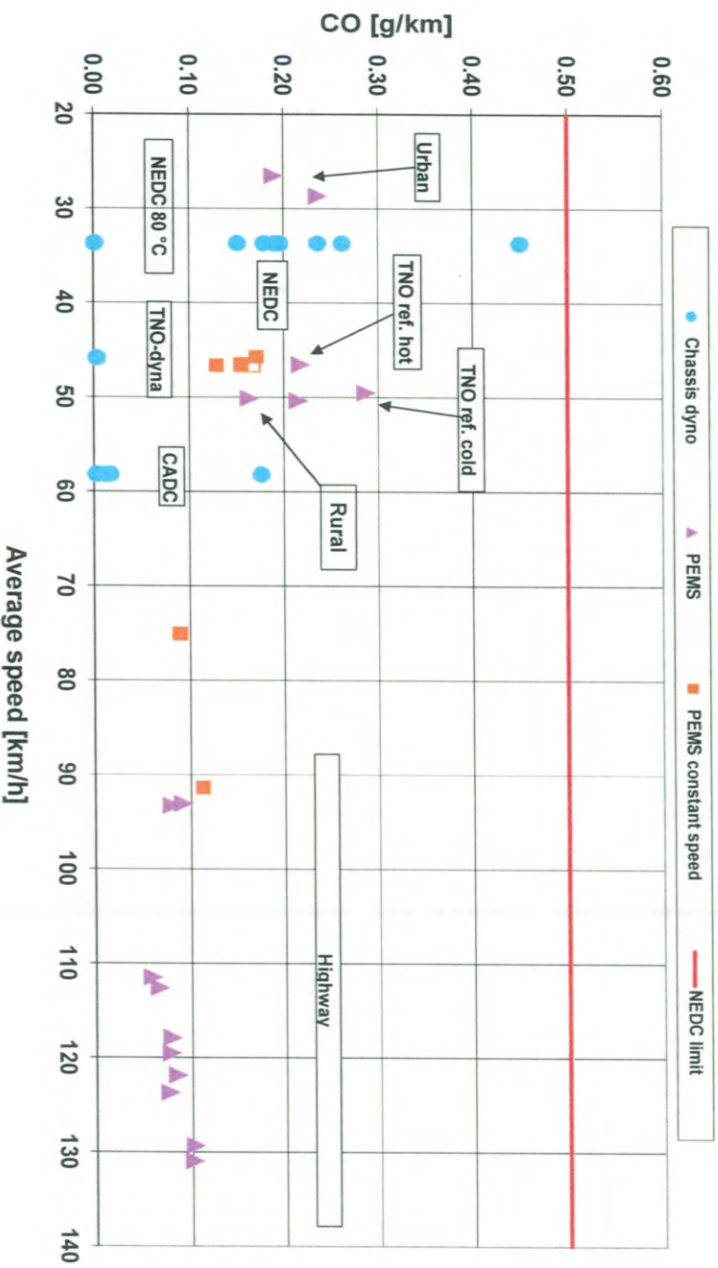 Chassis dyno
PEMS
PEMS constant speed
NEDC limit
CO [g/km]
0.60
0.50
0.40
0.30
0.20
0.10
0.00
Urban
TNO ref. hot
TNO ref. cold
NEDC
Rural
Highway
NEDC 80 °C
TNO-dyna
CADC
20
30
40
50
60
70
80
90
100
110
120
130
140
Average speed [km/h]